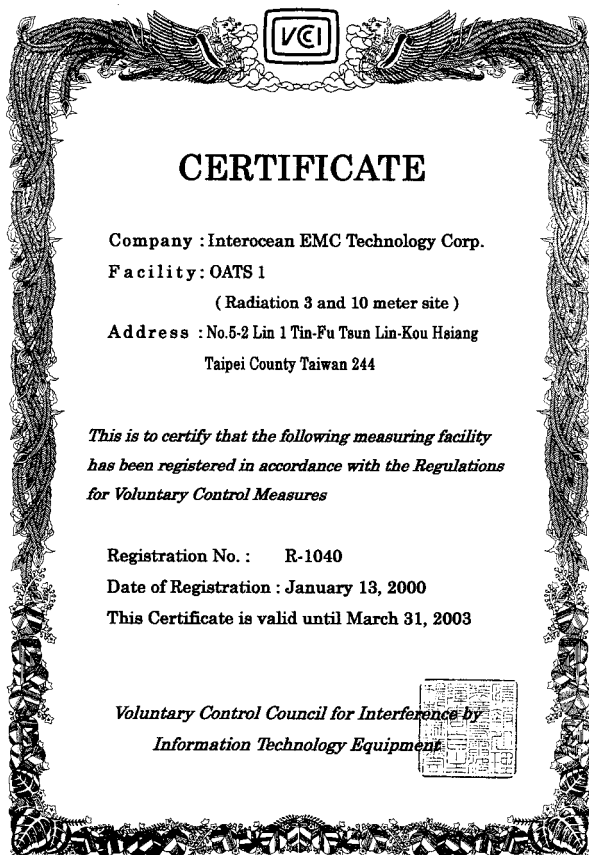 VCCI
CERTIFICATE
Company : Interocean EMC Technology Corp.
Facility: OATS 1
( Radiation 3 and 10 meter site )
Address : No.5-2 Lin 1 Tin-Fu Tsun Lin-Kou Hsiang
Taipei County Taiwan 244
This is to certify that the following measuring facility
has been registered in accordance with the Regulations
for Voluntary Control Measures
Registration No. : R-1040
Date of Registration : January 13, 2000
This Certificate is valid until March 31, 2003
Voluntary Control Council for Interference by
Information Technology Equipment